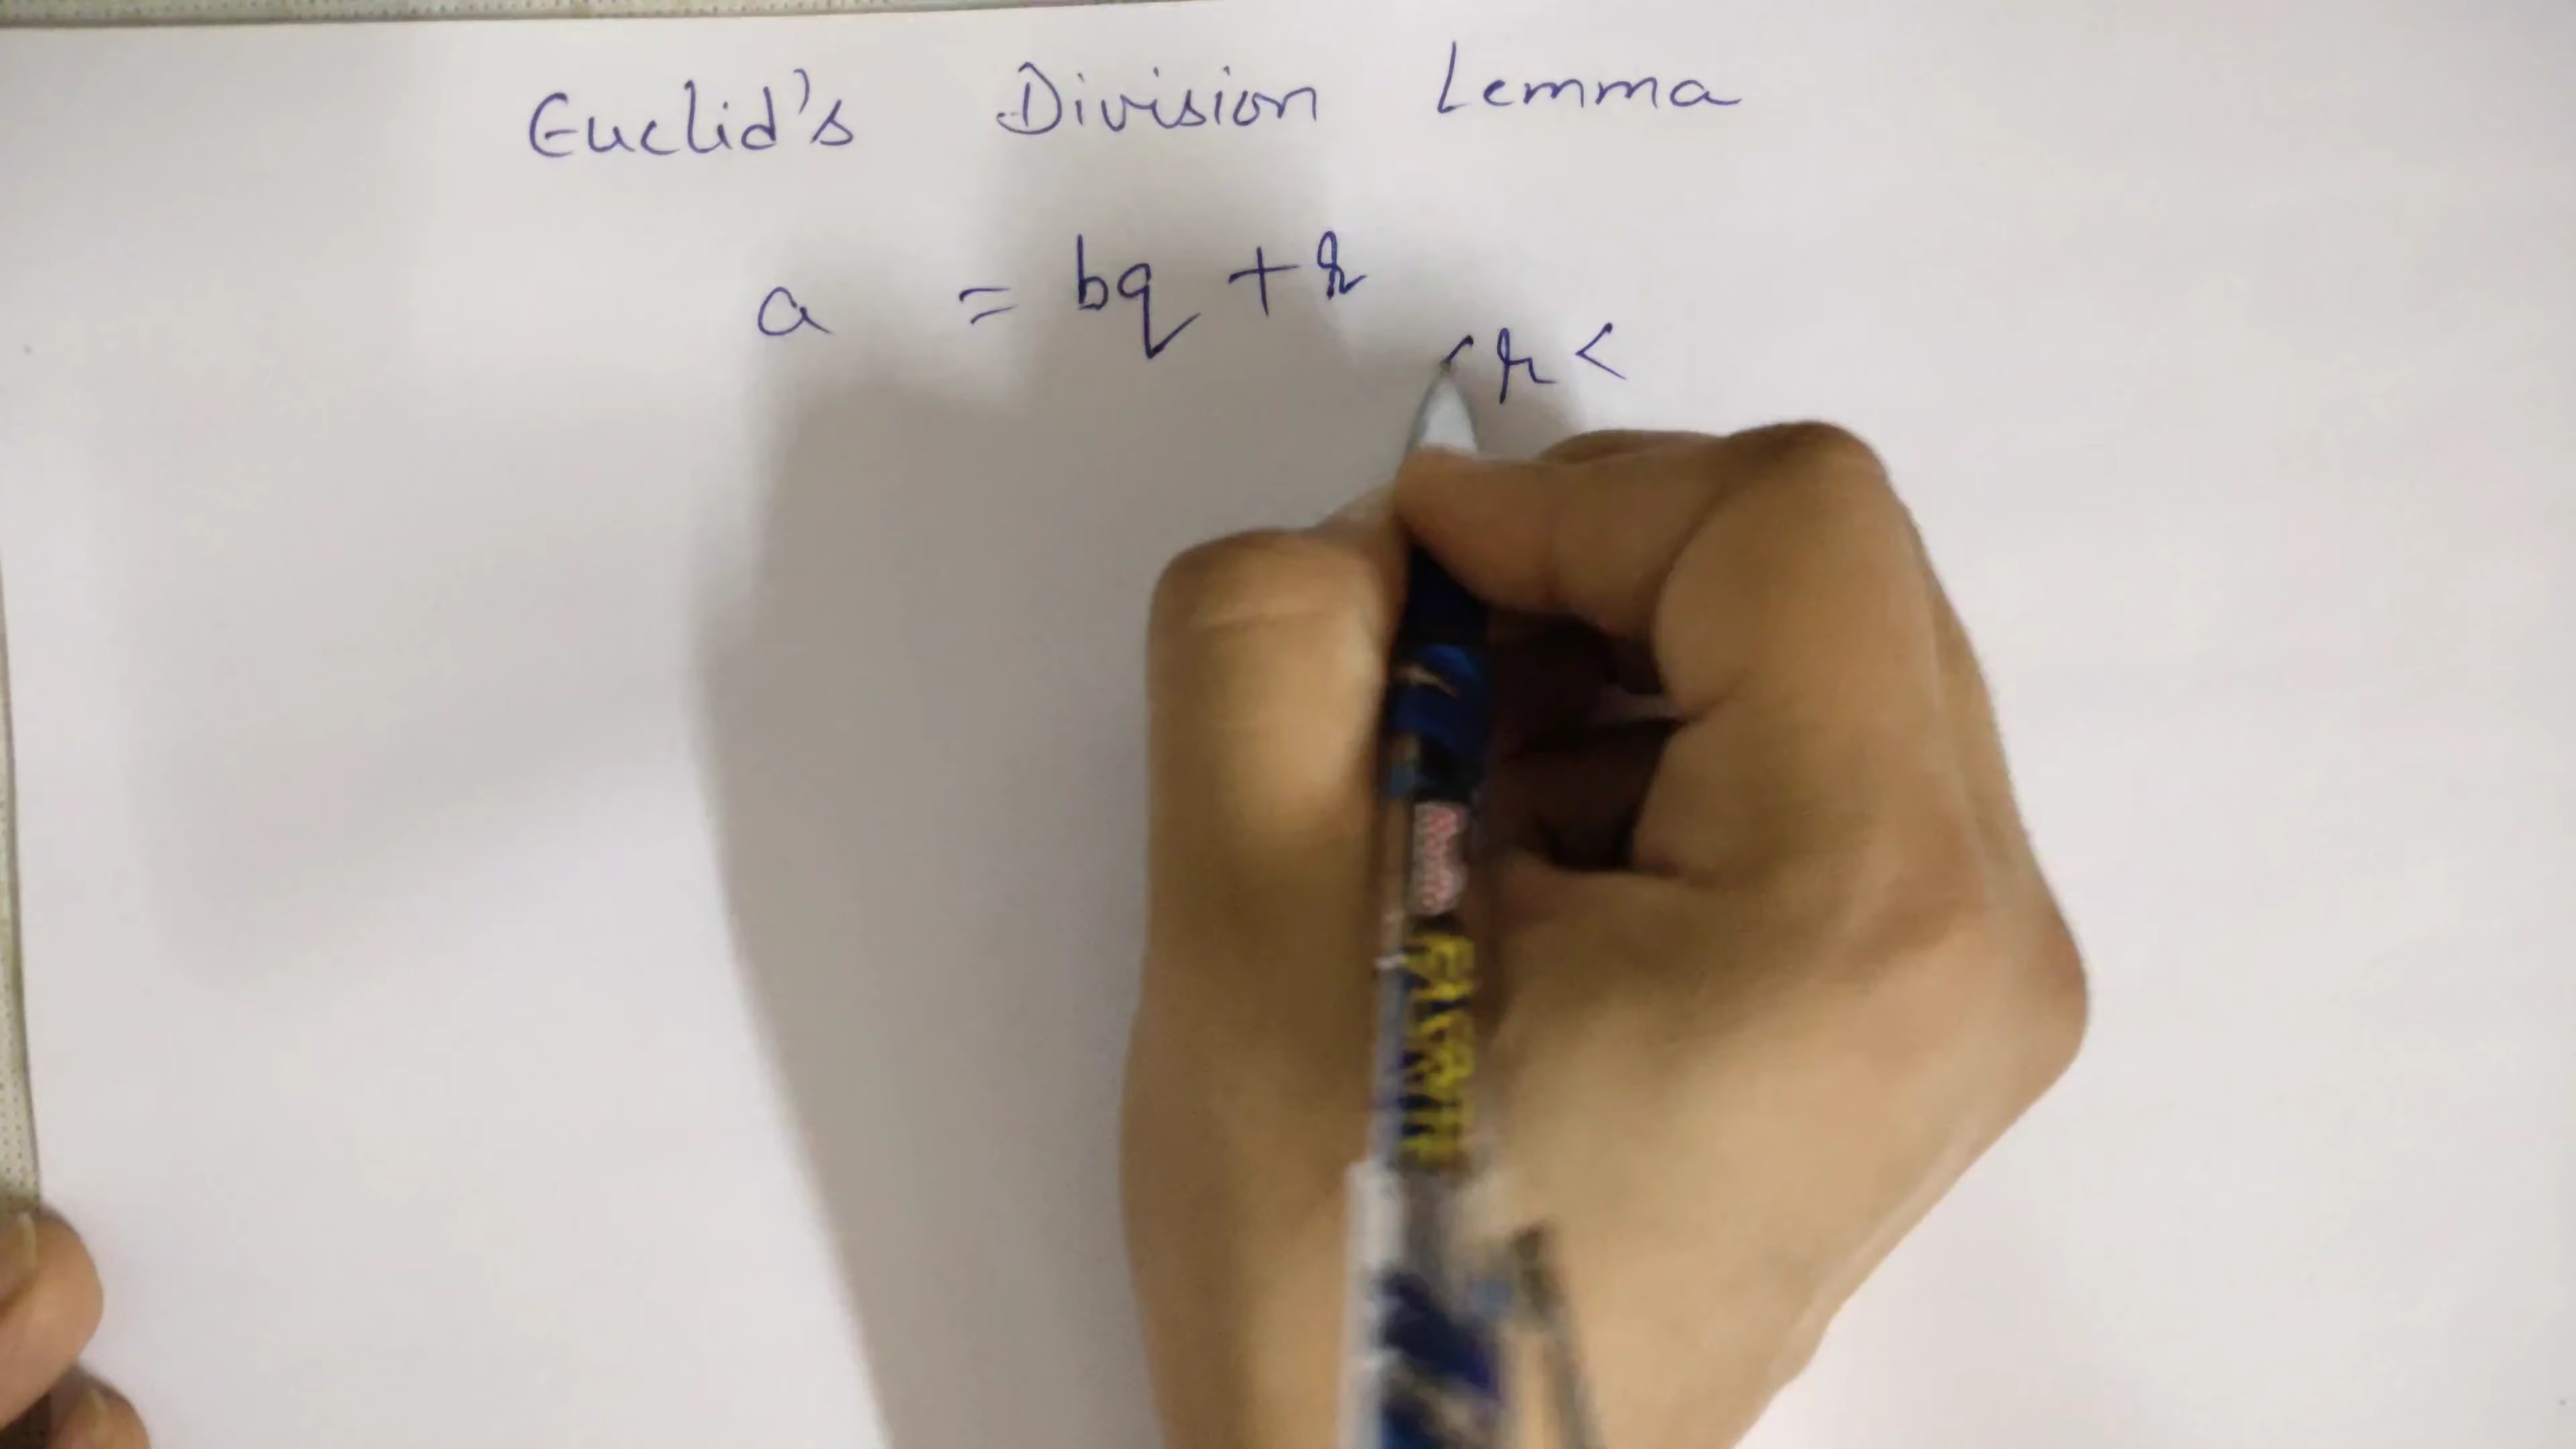 Euclid's Division Lemma
a = bq + r
< r <